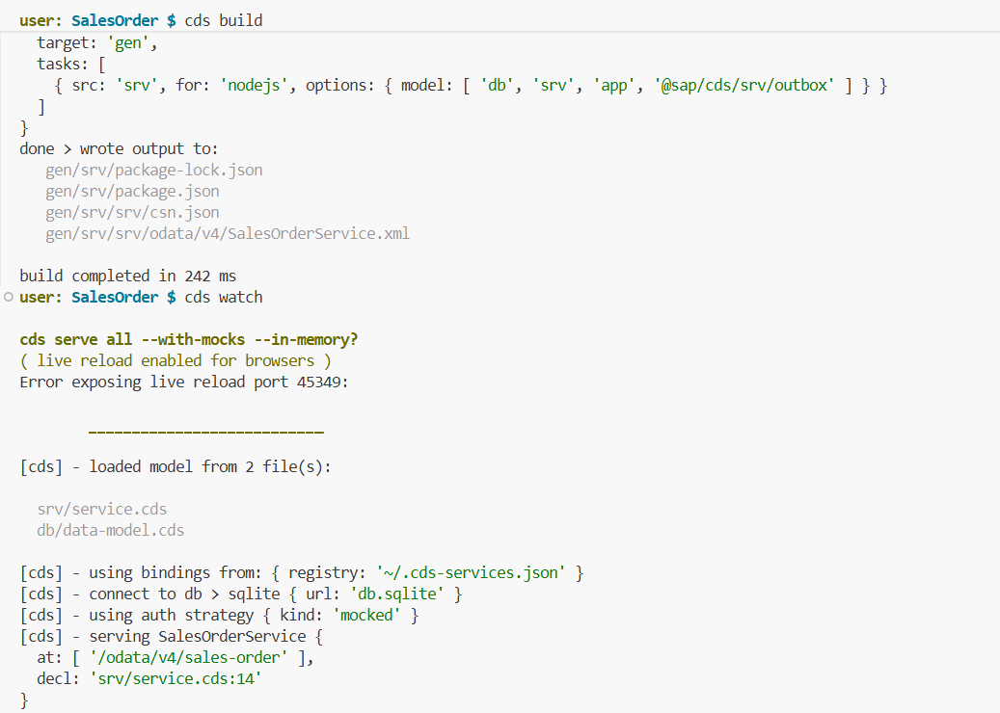 user: SalesOrder $ cds build
target: 'gen',
tasks: [
{ src: 'srv', for: 'nodejs', options: { model: [ 'db', 'srv', 'app', '@sap/cds/srv/outbox' ] } }
]
}
done > wrote output to:
gen/srv/package-lock.json
gen/srv/package.json
gen/srv/srv/csn.json
gen/srv/srv/odata/v4/SalesOrderService.xml
build completed in 242 ms
user: SalesOrder $ cds watch
cds serve all --with-mocks --in-memory?
( live reload enabled for browsers )
Error exposing live reload port 45349:
___________________________
[cds] - loaded model from 2 file(s):
srv/service.cds
db/data-model.cds
[cds] - using bindings from: { registry: '~/.cds-services.json' }
[cds] - connect to db > sqlite { url: 'db.sqlite' }
[cds] - using auth strategy { kind: 'mocked' }
[cds] - serving SalesOrderService {
at: [ '/odata/v4/sales-order' ],
decl: 'srv/service.cds:14'
}